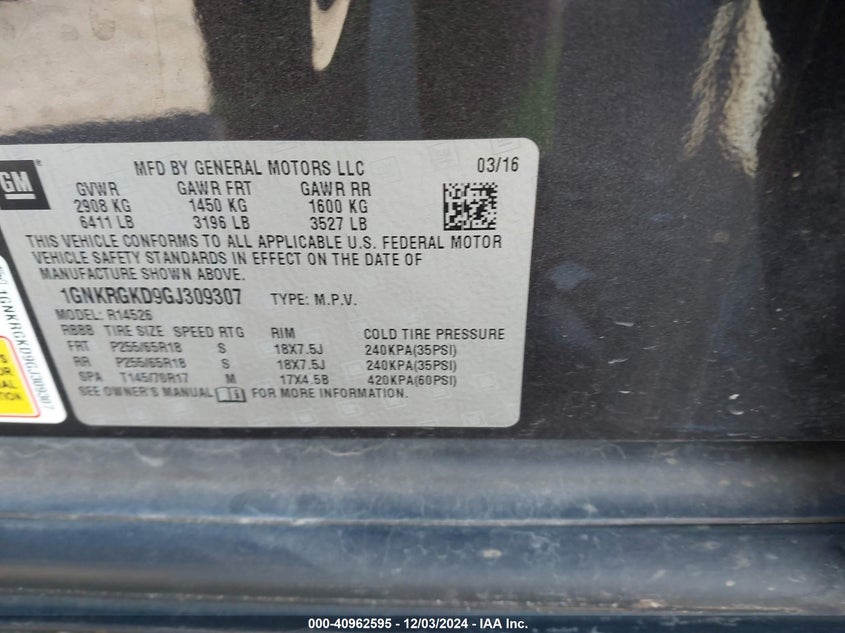 GM ®
MFD BY GENERAL MOTORS LLC 03/16
GVWR GAWR FRT GAWR RR
2908 KG 1450 KG 1600 KG
6411 LB 3196 LB 3527 LB
THIS VEHICLE CONFORMS TO ALL APPLICABLE U.S. FEDERAL MOTOR
VEHICLE SAFETY STANDARDS IN EFFECT ON THE DATE OF
MANUFACTURE SHOWN ABOVE.
1GNKRGKD9GJ309307 TYPE: M.P.V.
MODEL: R14526
RBBB TIRE SIZE SPEED RTG RIM COLD TIRE PRESSURE
FRT P255/65R18 S 18X7.5J 240KPA(35PSI)
RR P255/65R18 S 18X7.5J 240KPA(35PSI)
SPA T145/70R17 M 17X4.5B 420KPA(60PSI)
SEE OWNER'S MANUAL FOR MORE INFORMATION.
1GNKRGKD9GJ309307
000-40962595 - 12/03/2024 - IAA Inc.